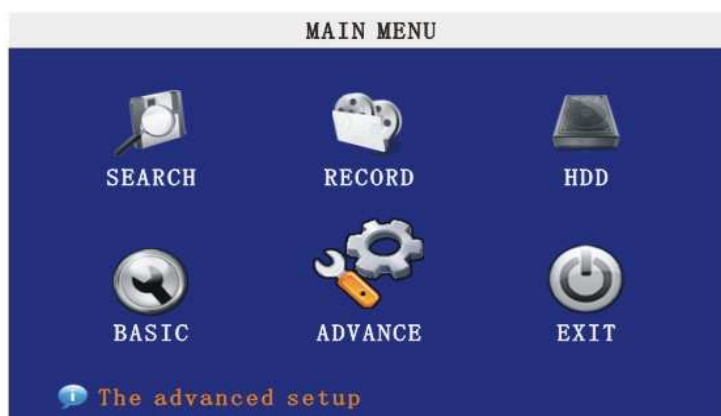 MAIN MENU
SEARCH RECORD HDD
BASIC ADVANCE EXIT
The advanced setup